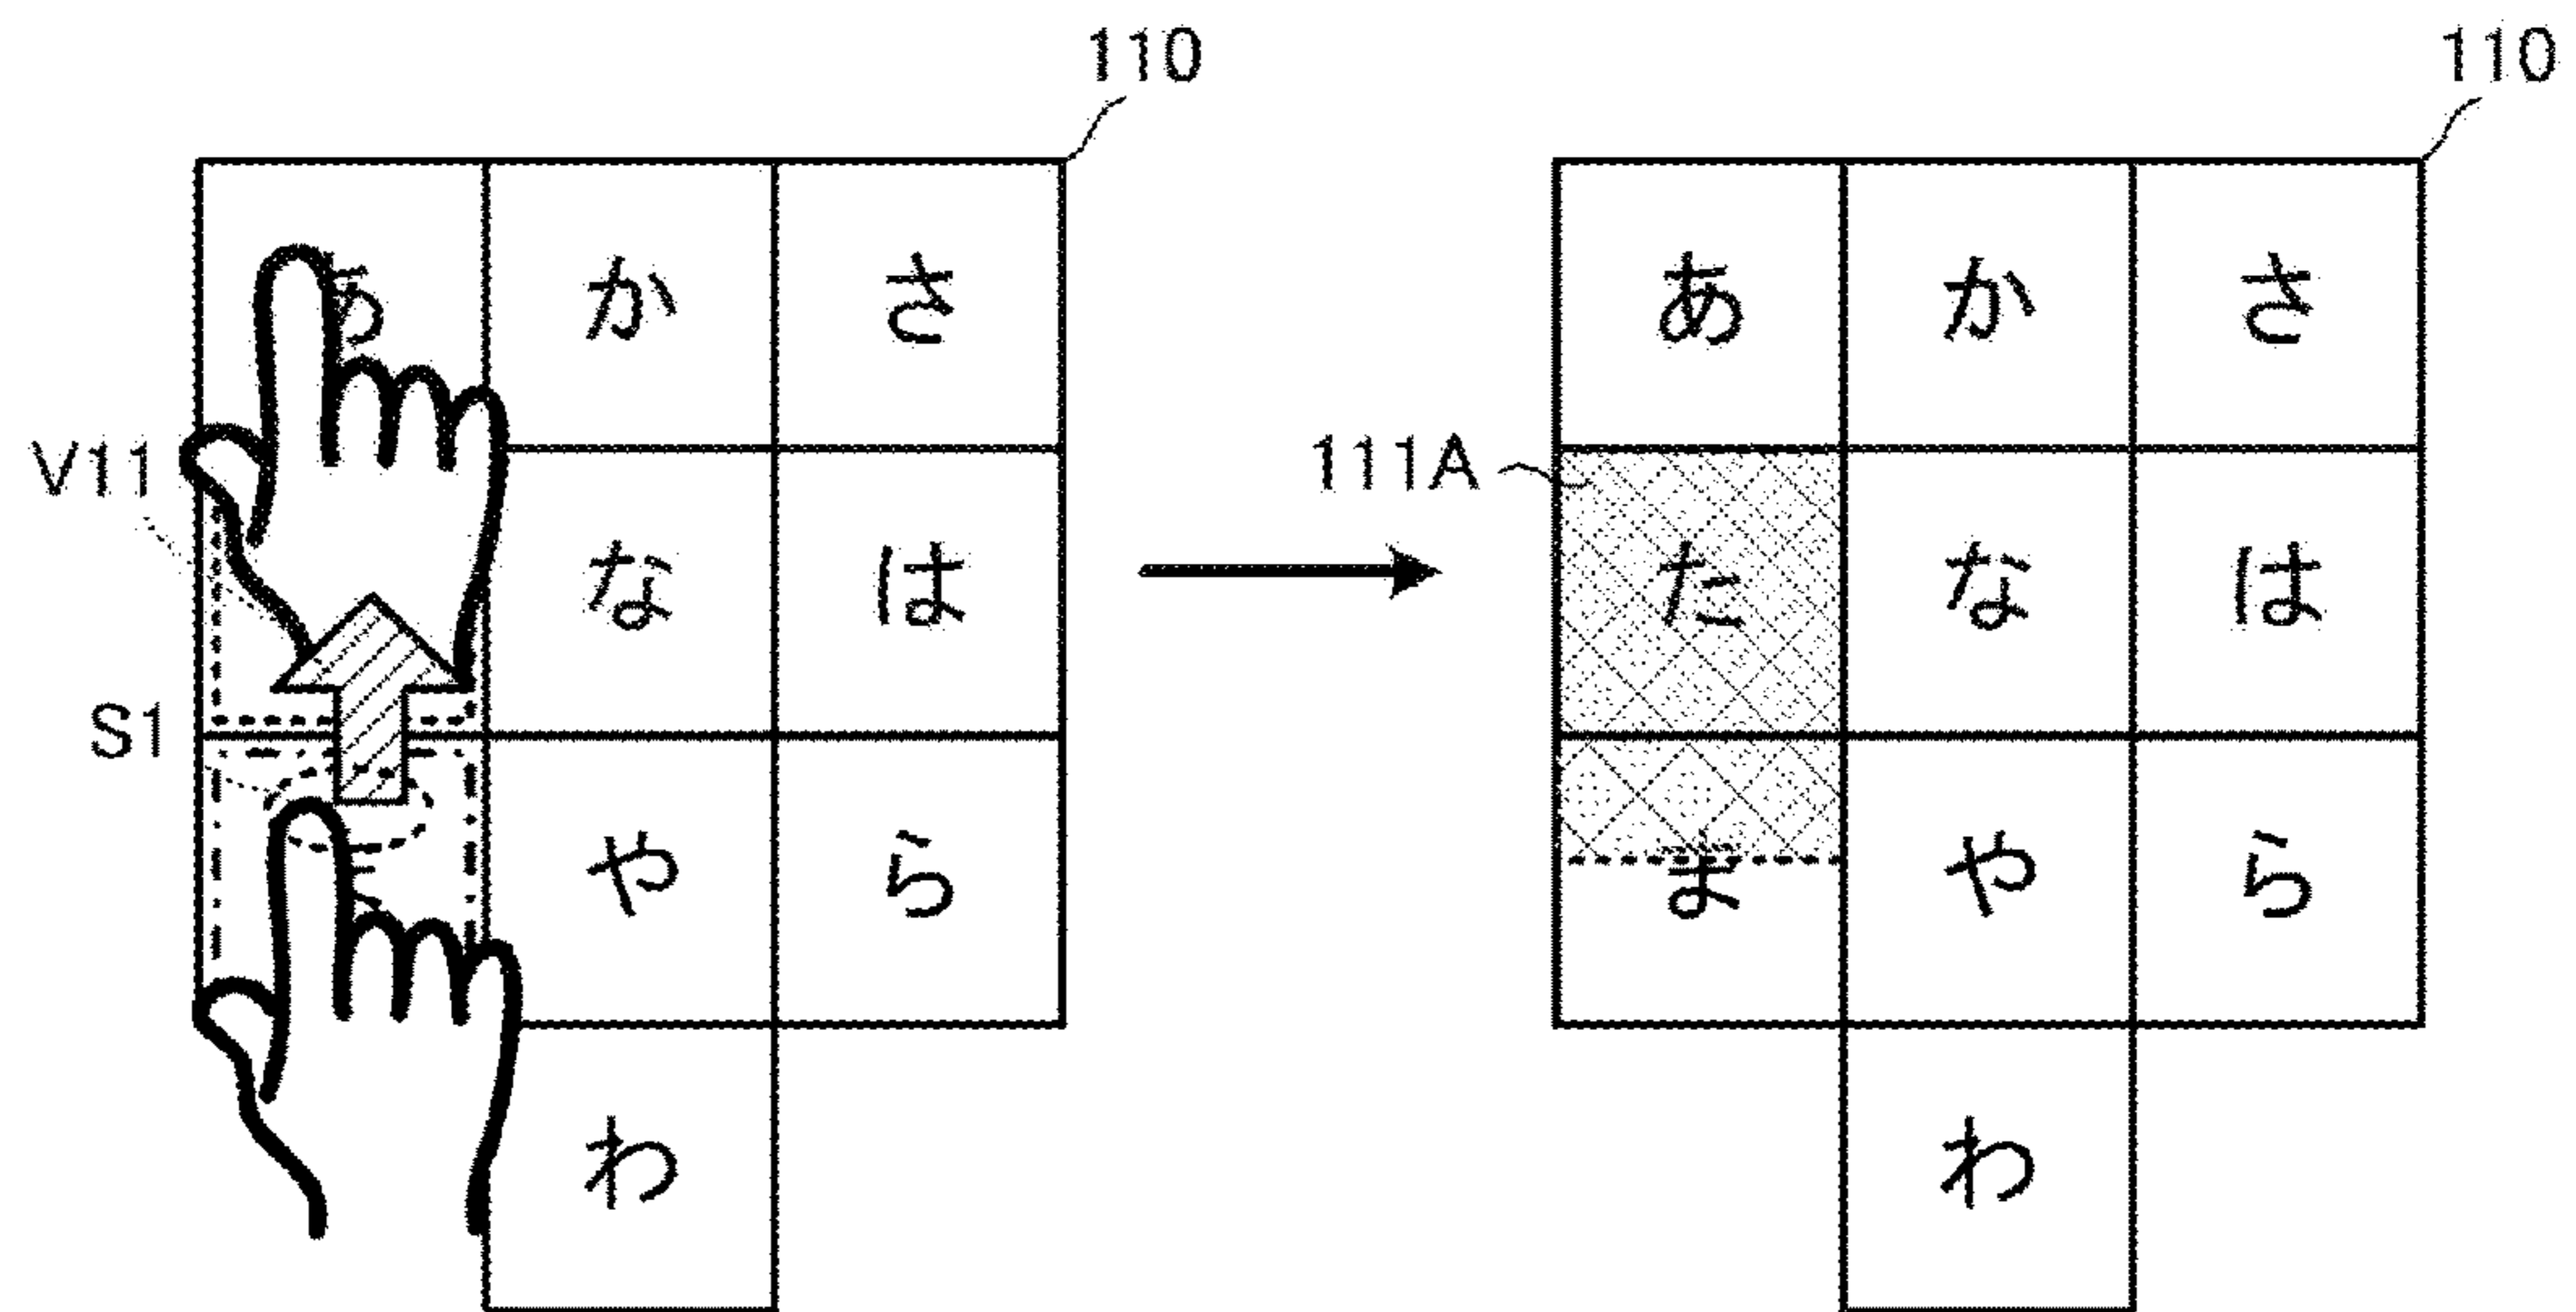 110
110
か さ
あ か さ
V11
111A
な は
た な は
S1
や ら
ま や ら
わ
わ